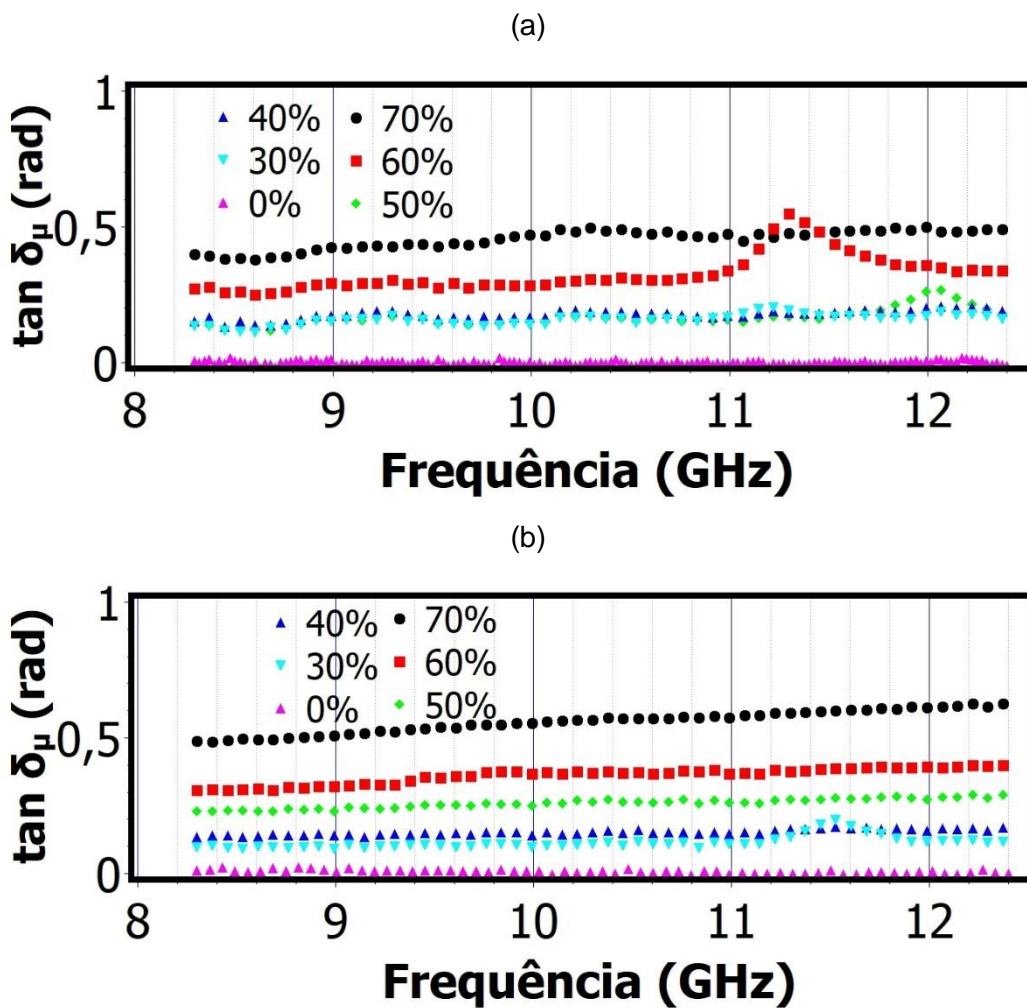 (a)
tan δμ (rad)
1
0,5
0
40% 70%
30% 60%
0% 50%
8 9 10 11 12
Frequência (GHz)
(b)
tan δμ (rad)
1
0,5
0
40% 70%
30% 60%
0% 50%
8 9 10 11 12
Frequência (GHz)